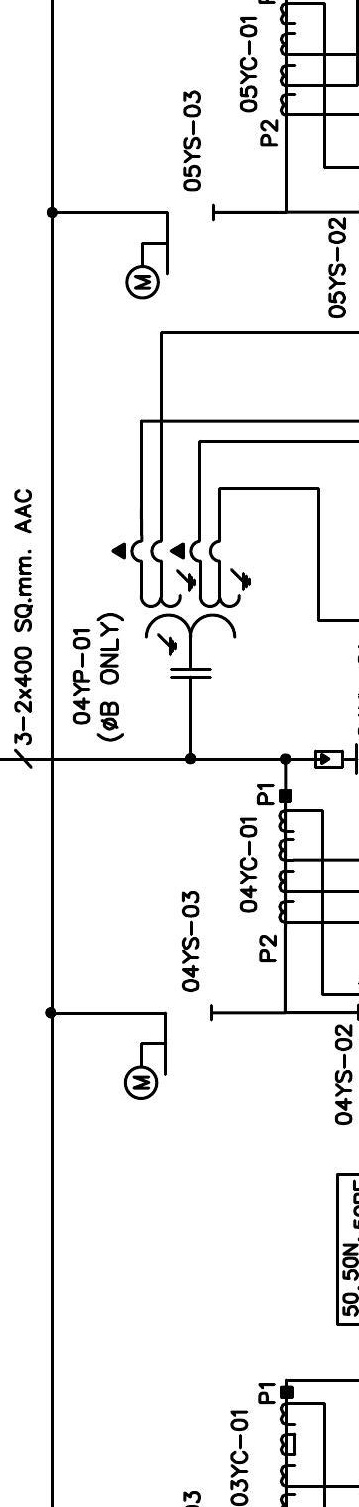 05YC-01
P2
05YS-03
M
05YS-02
3-2x400 SQ.mm. AAC
04YP-01
(øB ONLY)
P1
04YC-01
P2
04YS-03
M
04YS-02
50,50N,
P1
03YC-01